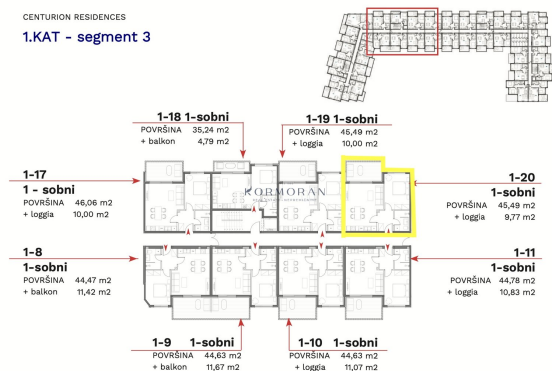 CENTURION RESIDENCES
1.KAT - segment 3
1-18 1-sobni
POVRŠINA 35,24 m2
+ balkon 4,79 m2
1-19 1-sobni
POVRŠINA 45,49 m2
+ loggia 10,00 m2
1-17
1 - sobni
POVRŠINA 46,06 m2
+ loggia 10,00 m2
KORMORAN
1-20
1-sobni
POVRŠINA 45,49 m2
+ loggia 9,77 m2
1-8
1-sobni
POVRŠINA 44,47 m2
+ balkon 11,42 m2
1-11
1-sobni
POVRŠINA 44,78 m2
+ loggia 10,83 m2
1-9 1-sobni
POVRŠINA 44,63 m2
+ balkon 11,67 m2
1-10 1-sobni
POVRŠINA 44,63 m2
+ loggia 11,07 m2